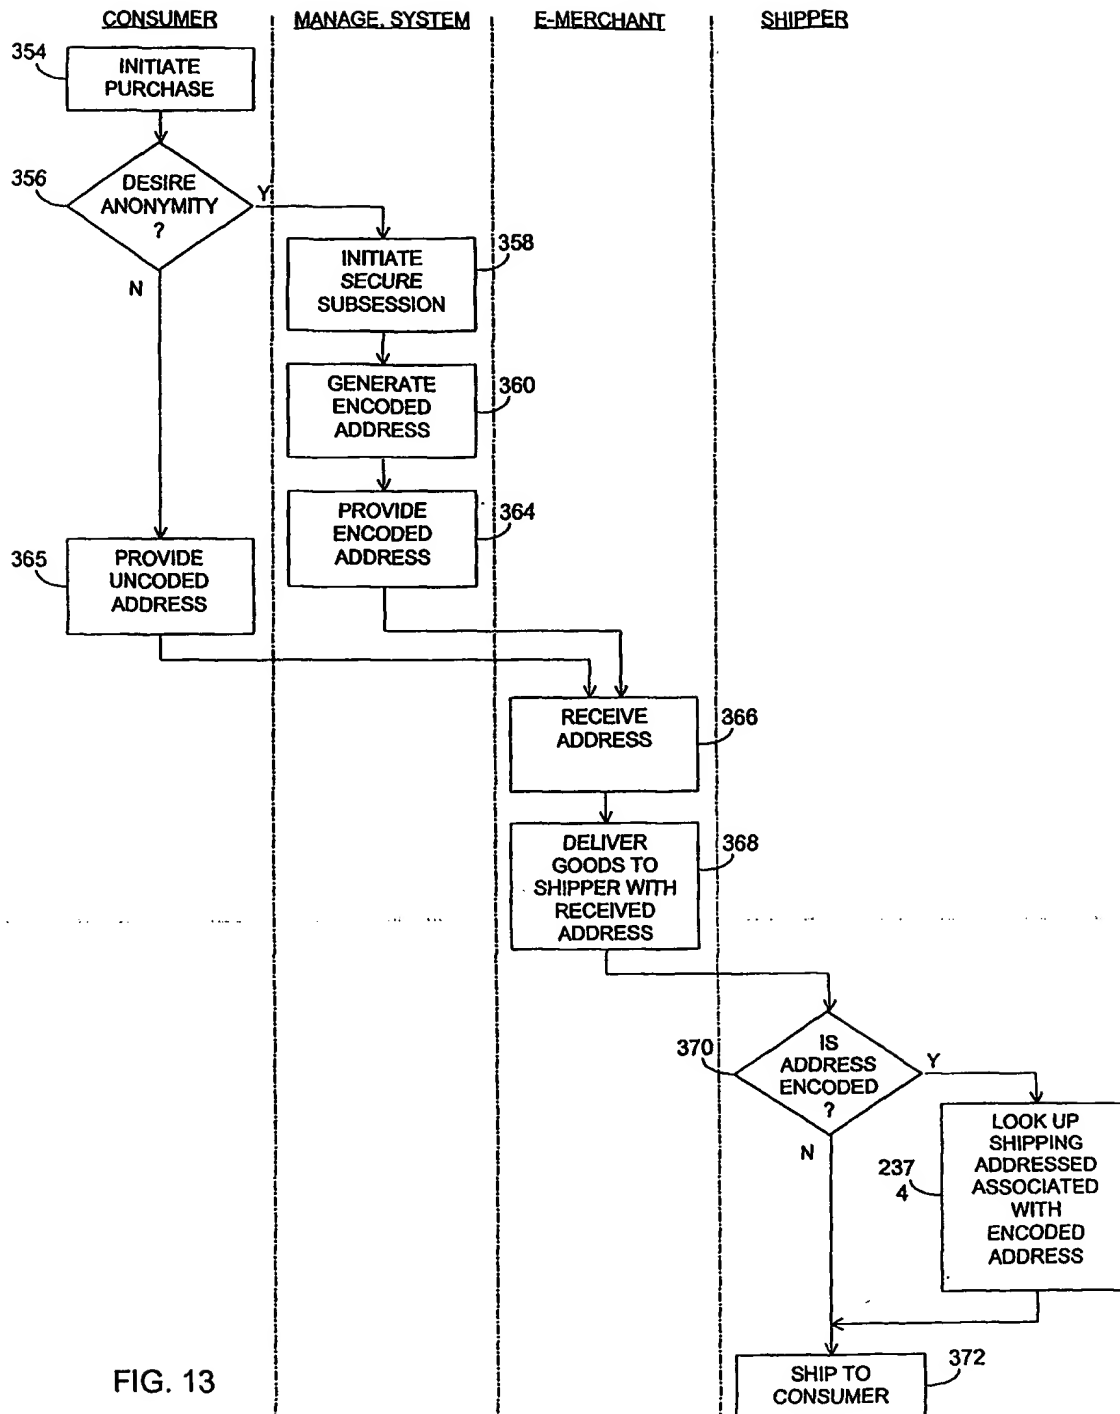 CONSUMER
MANAGE. SYSTEM
E-MERCHANT
SHIPPER
354
INITIATE
PURCHASE
356
DESIRE
ANONYMITY
?
Y
N
358
INITIATE
SECURE
SUBSESSION
360
GENERATE
ENCODED
ADDRESS
364
PROVIDE
ENCODED
ADDRESS
365
PROVIDE
UNCODED
ADDRESS
366
RECEIVE
ADDRESS
368
DELIVER
GOODS TO
SHIPPER WITH
RECEIVED
ADDRESS
370
IS
ADDRESS
ENCODED
?
Y
N
237
4
LOOK UP
SHIPPING
ADDRESSED
ASSOCIATED
WITH
ENCODED
ADDRESS
372
SHIP TO
CONSUMER
FIG. 13